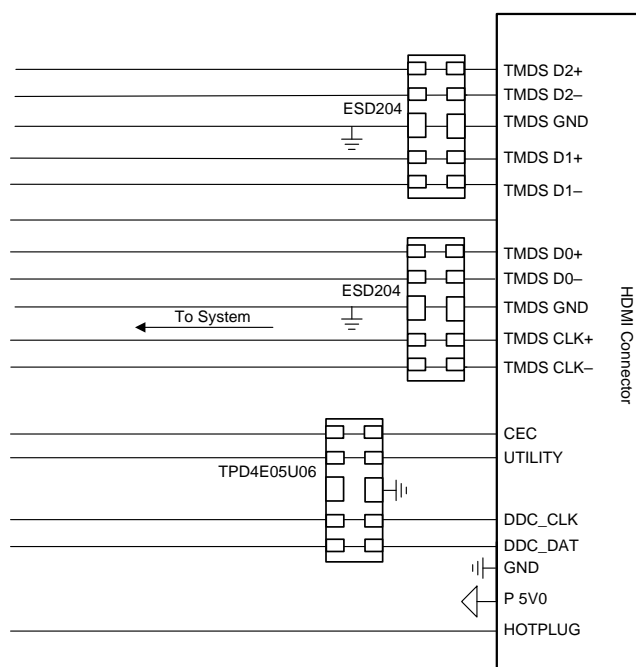 TMDS D2+
TMDS D2–
ESD204
TMDS GND
TMDS D1+
TMDS D1–
TMDS D0+
TMDS D0–
ESD204
TMDS GND
To System
TMDS CLK+
TMDS CLK–
HDMI Connector
CEC
UTILITY
TPD4E05U06
DDC_CLK
DDC_DAT
GND
P 5V0
HOTPLUG